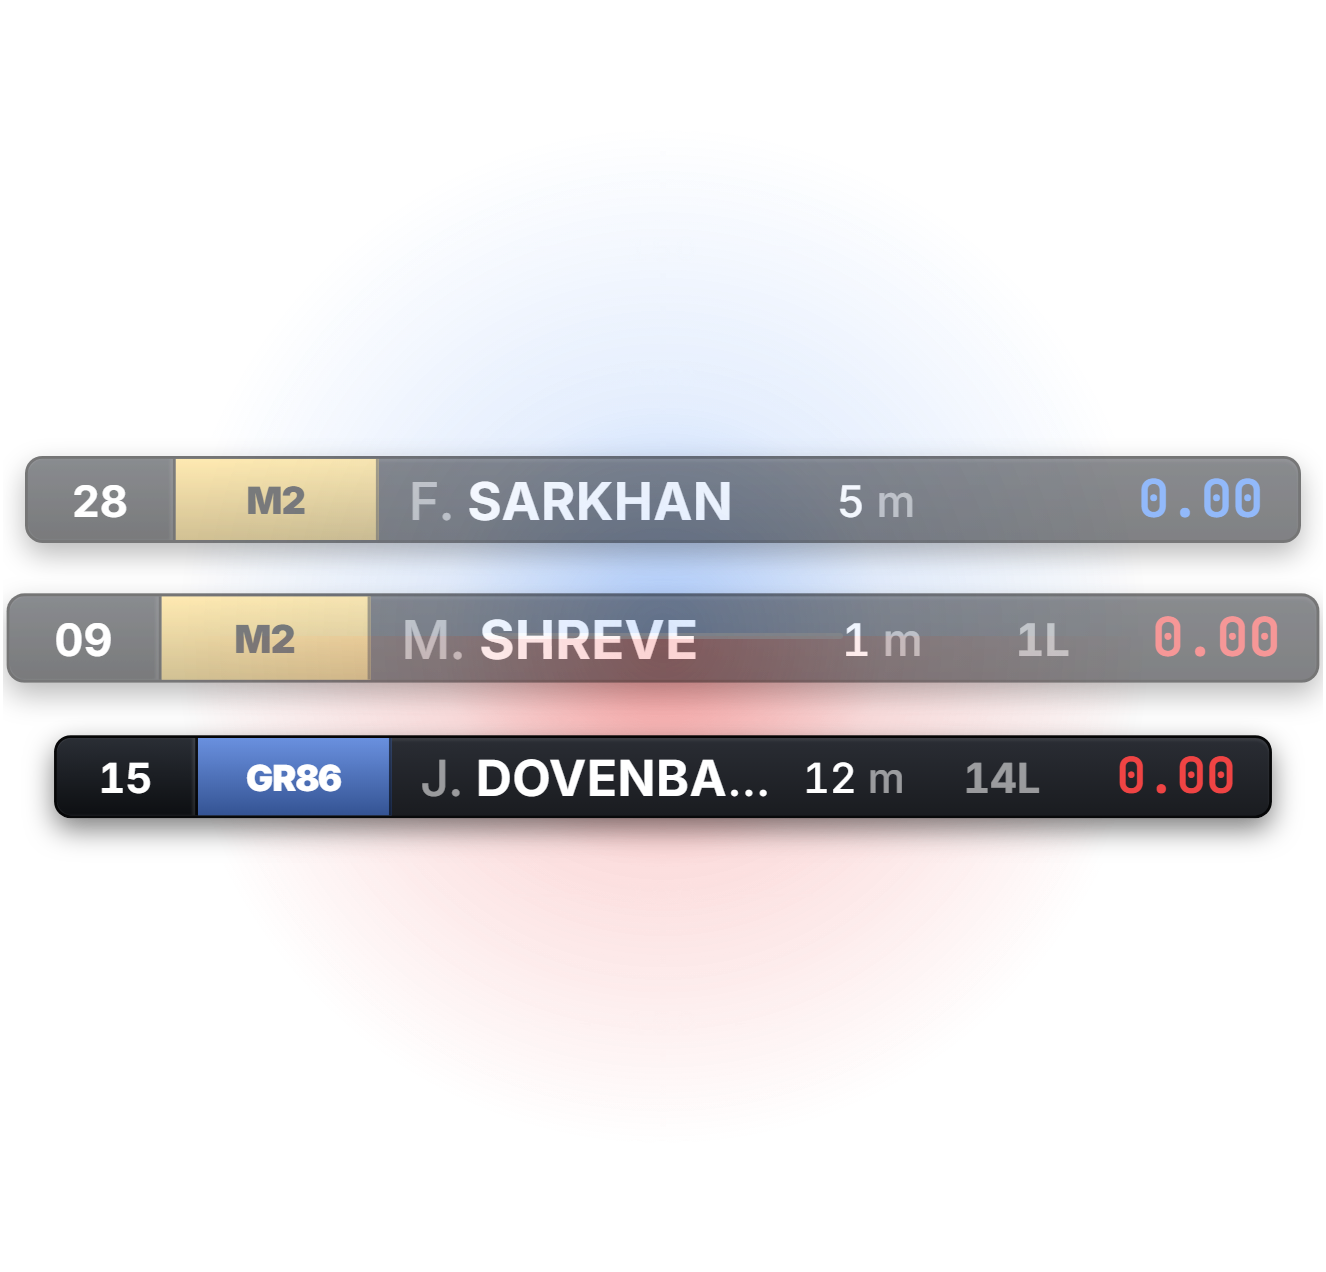 28 M2 F. SARKHAN 5 m 0.00
09 M2 M. SHREVE 1 m 1L 0.00
15 GR86 J. DOVENBA... 12 m 14L 0.00